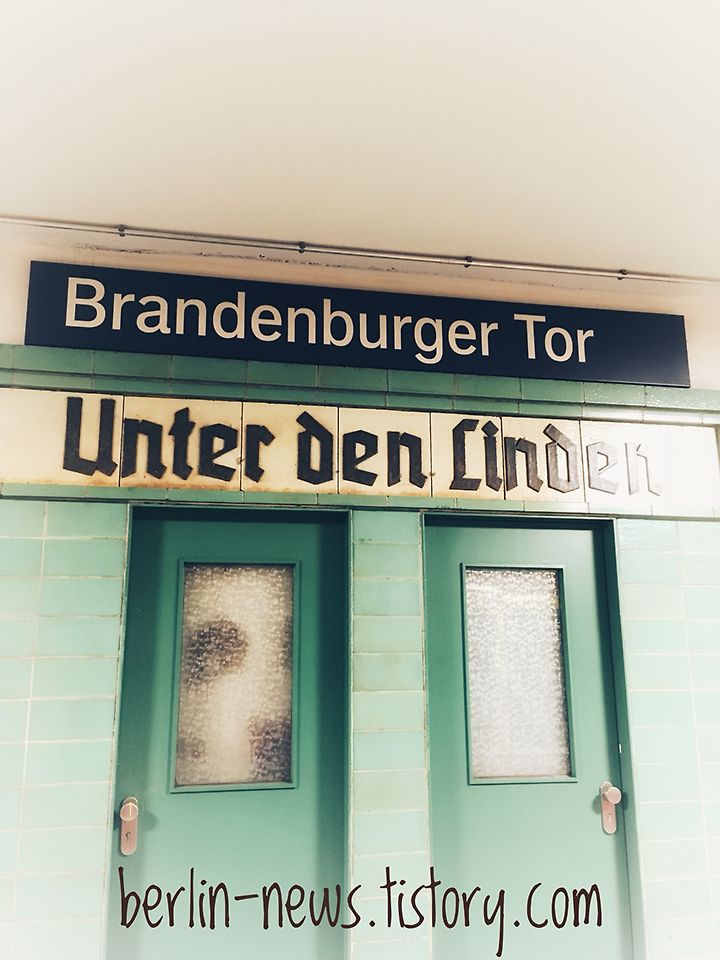 Brandenburger Tor
Unter den Linden
berlin-news.tistory.com